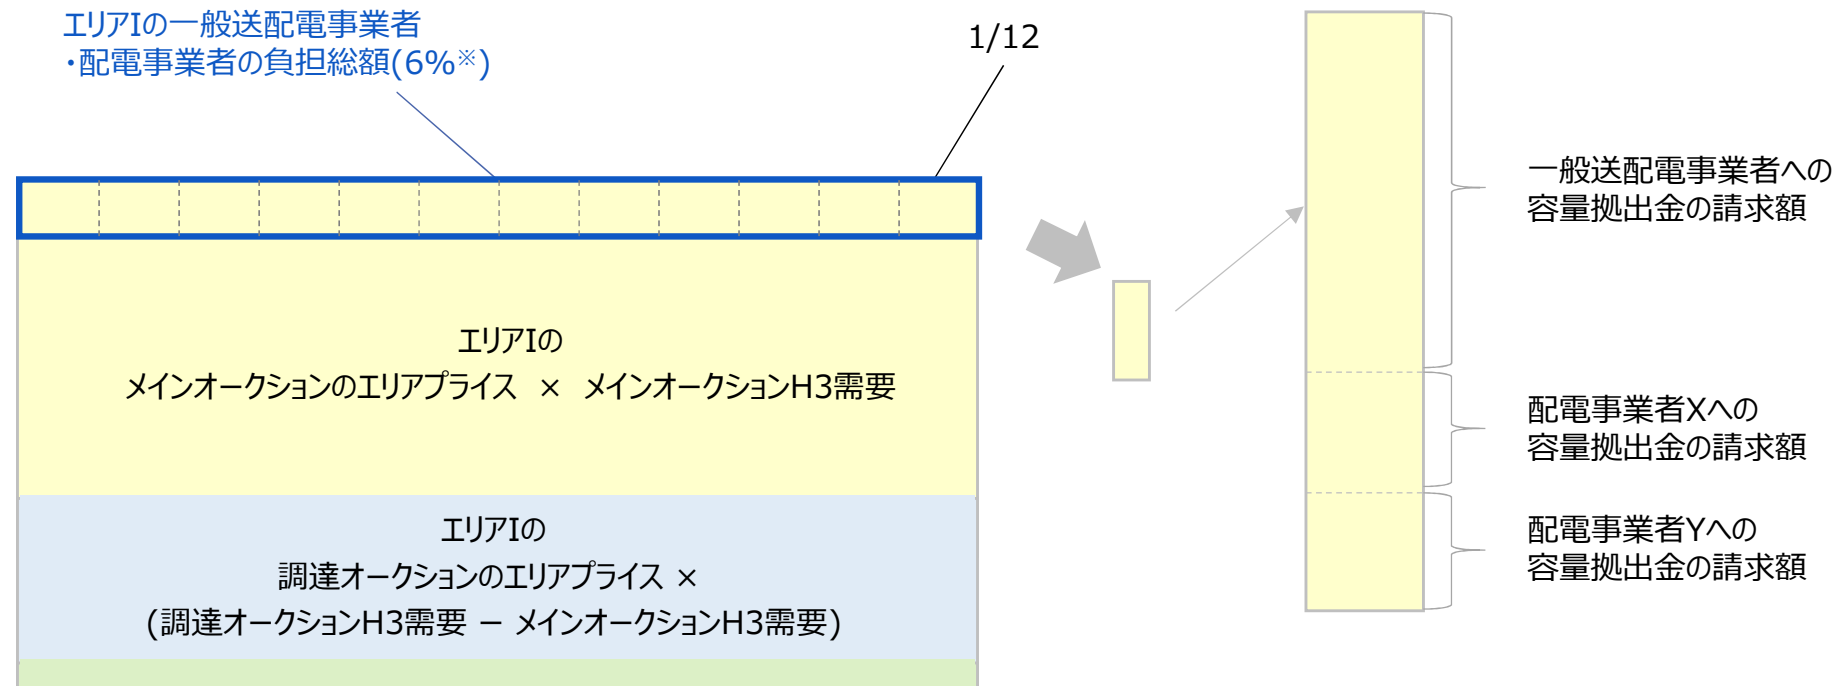 エリアIの一般送配電事業者
・配電事業者の負担総額(6%※)
1/12
エリアIの
メインオークションのエリアプライス × メインオークションH3需要
エリアIの
調達オークションのエリアプライス ×
(調達オークションH3需要 － メインオークションH3需要)
一般送配電事業者への
容量拠出金の請求額
配電事業者Xへの
容量拠出金の請求額
配電事業者Yへの
容量拠出金の請求額